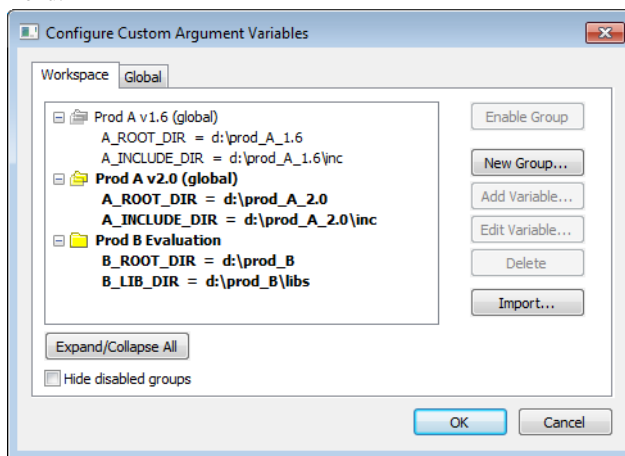 Configure Custom Argument Variables
Workspace
Global
Prod A v1.6 (global)
A_ROOT_DIR = d:\prod_A_1.6
A_INCLUDE_DIR = d:\prod_A_1.6\inc
Prod A v2.0 (global)
A_ROOT_DIR = d:\prod_A_2.0
A_INCLUDE_DIR = d:\prod_A_2.0\inc
Prod B Evaluation
B_ROOT_DIR = d:\prod_B
B_LIB_DIR = d:\prod_B\libs
Enable Group
New Group...
Add Variable...
Edit Variable...
Delete
Import...
Expand/Collapse All
Hide disabled groups
OK
Cancel